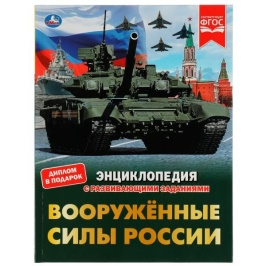 Умка
ФГОС
ДИПЛОМ
В ПОДАРОК
ЭНЦИКЛОПЕДИЯ
С РАЗВИВАЮЩИМИ ЗАДАНИЯМИ
ВООРУЖЁННЫЕ
СИЛЫ РОССИИ